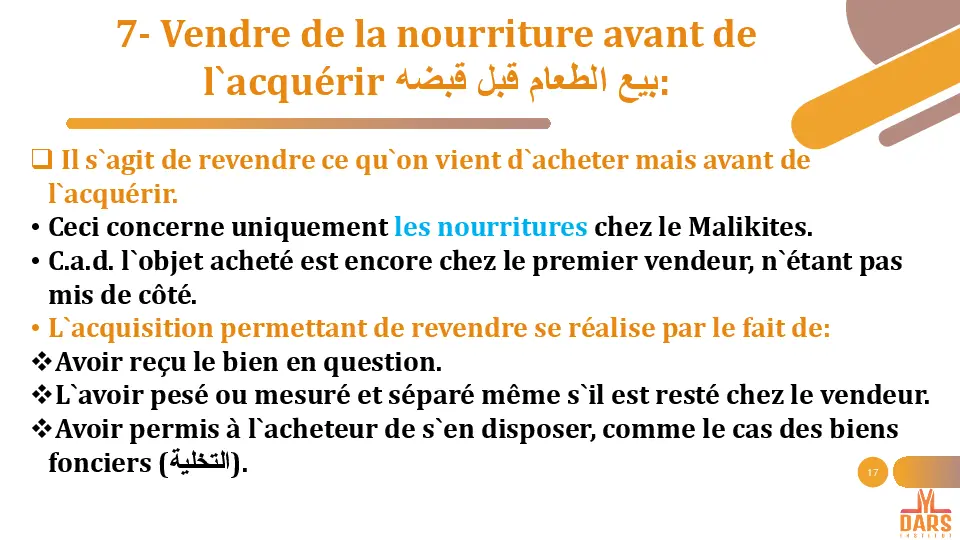 7- Vendre de la nourriture avant de
l`acquérir بيع الطعام قبل قبضه:
❑ Il s`agit de revendre ce qu`on vient d`acheter mais avant de
l`acquérir.
• Ceci concerne uniquement les nourritures chez le Malikites.
• C.a.d. l`objet acheté est encore chez le premier vendeur, n`étant pas
mis de côté.
• L`acquisition permettant de revendre se réalise par le fait de:
❖Avoir reçu le bien en question.
❖L`avoir pesé ou mesuré et séparé même s`il est resté chez le vendeur.
❖Avoir permis à l`acheteur de s`en disposer, comme le cas des biens
fonciers (التخلية).
17
DARS
INSTITUT